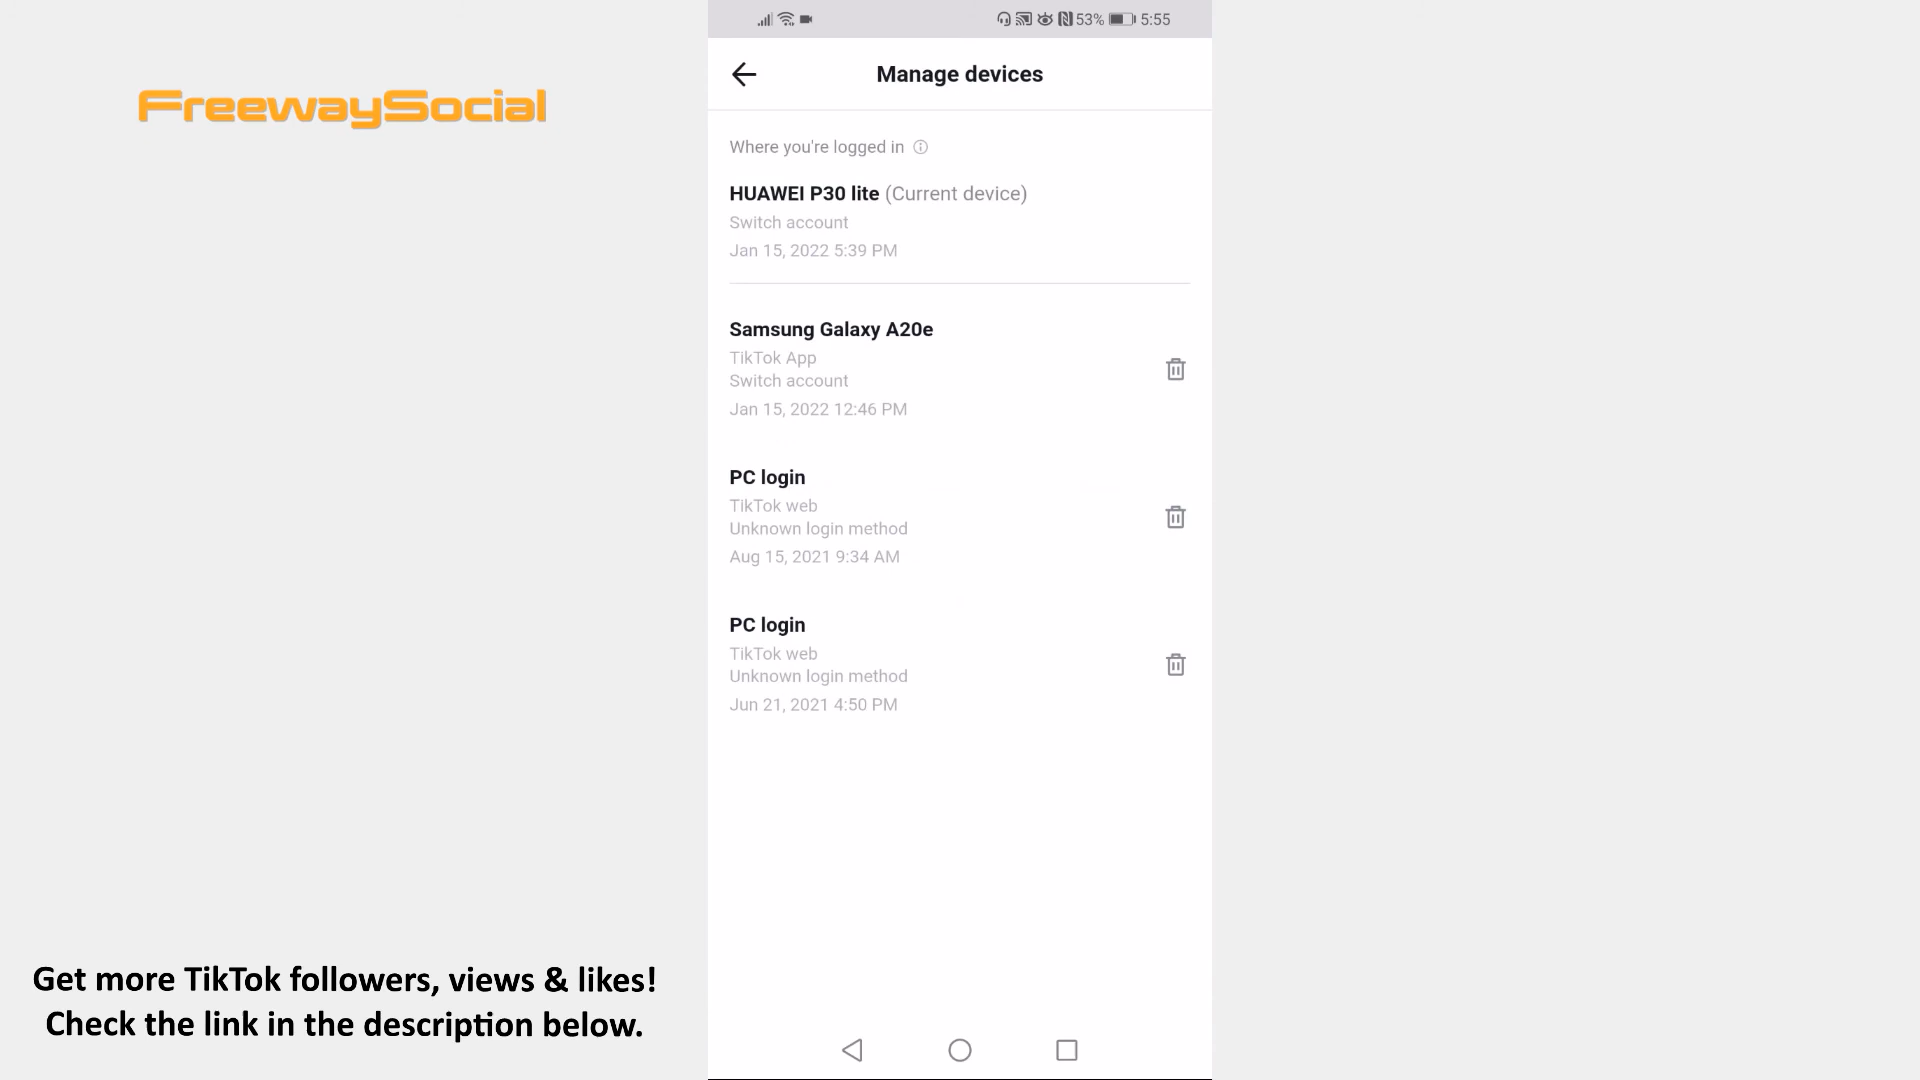 53% 5:55
FreewaySocial
Manage devices
Where you're logged in
HUAWEI P30 lite (Current device)
Switch account
Jan 15, 2022 5:39 PM
Samsung Galaxy A20e
TikTok App
Switch account
Jan 15, 2022 12:46 PM
PC login
TikTok web
Unknown login method
Aug 15, 2021 9:34 AM
PC login
TikTok web
Unknown login method
Jun 21, 2021 4:50 PM
Get more TikTok followers, views & likes!
Check the link in the description below.